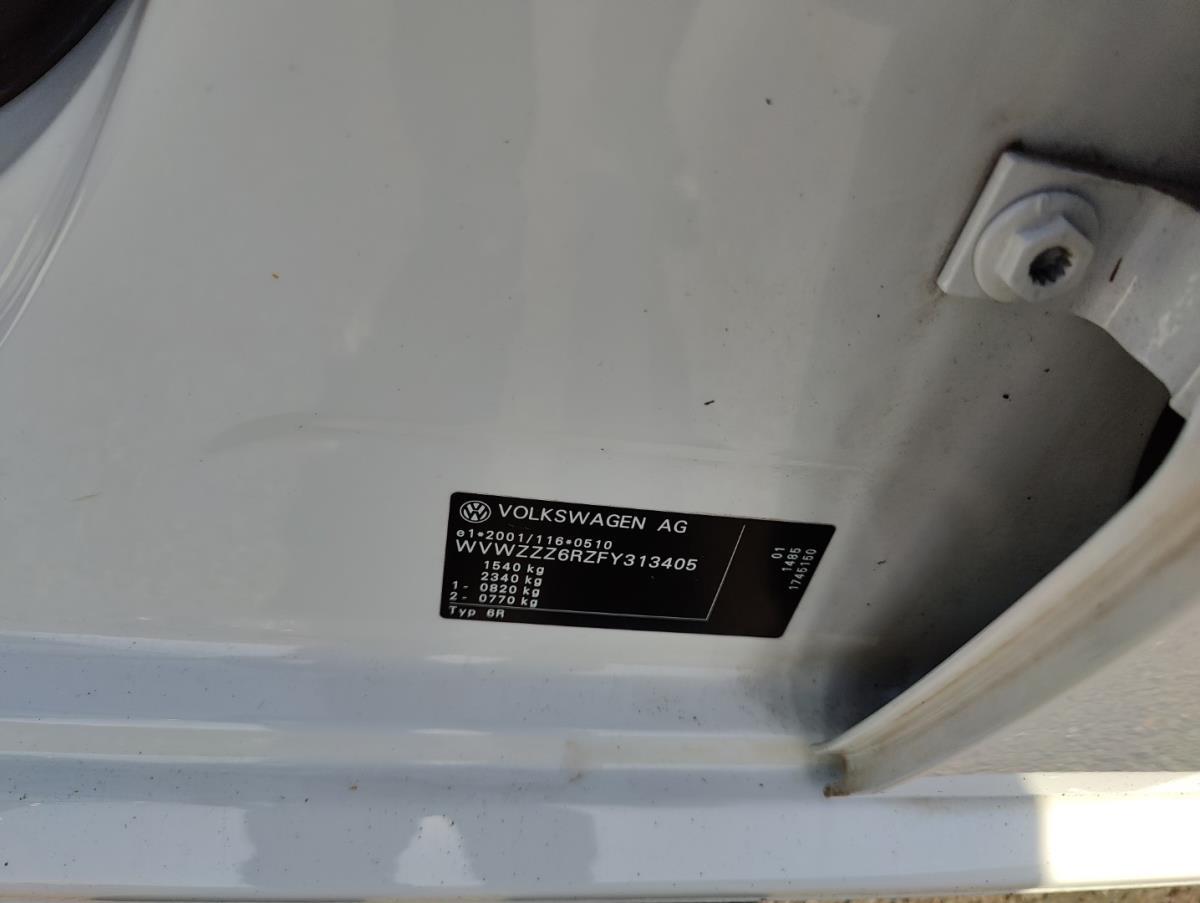 VOLKSWAGEN AG
e1*2001/116*0510
WVWZZZ6RZFY313405
1540 kg
2340 kg
1- 0820 kg
2- 0770 kg
Typ 6R
01
1485
1745150